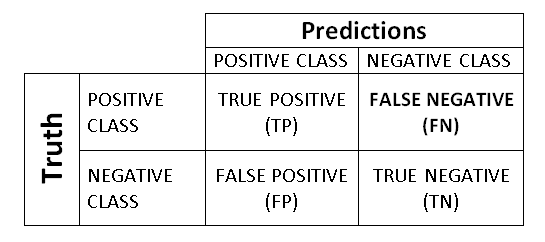 Predictions
POSITIVE CLASS NEGATIVE CLASS
Truth
POSITIVE
CLASS
TRUE POSITIVE
(TP)
FALSE NEGATIVE
(FN)
NEGATIVE
CLASS
FALSE POSITIVE
(FP)
TRUE NEGATIVE
(TN)